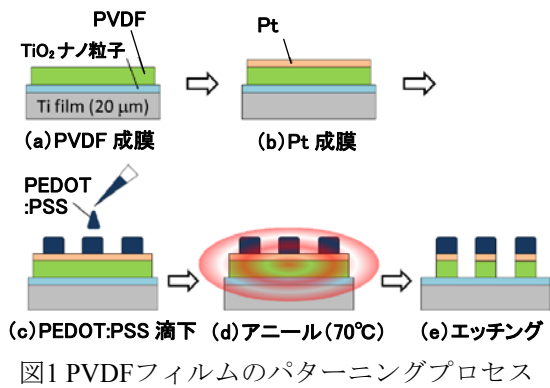 PVDF
TiO₂ナノ粒子
Ti film (20 μm)
(a)PVDF 成膜
Pt
(b)Pt 成膜
PEDOT
:PSS
(c)PEDOT:PSS 滴下
(d)アニール(70℃)
(e)エッチング
図1 PVDFフィルムのパターニングプロセス